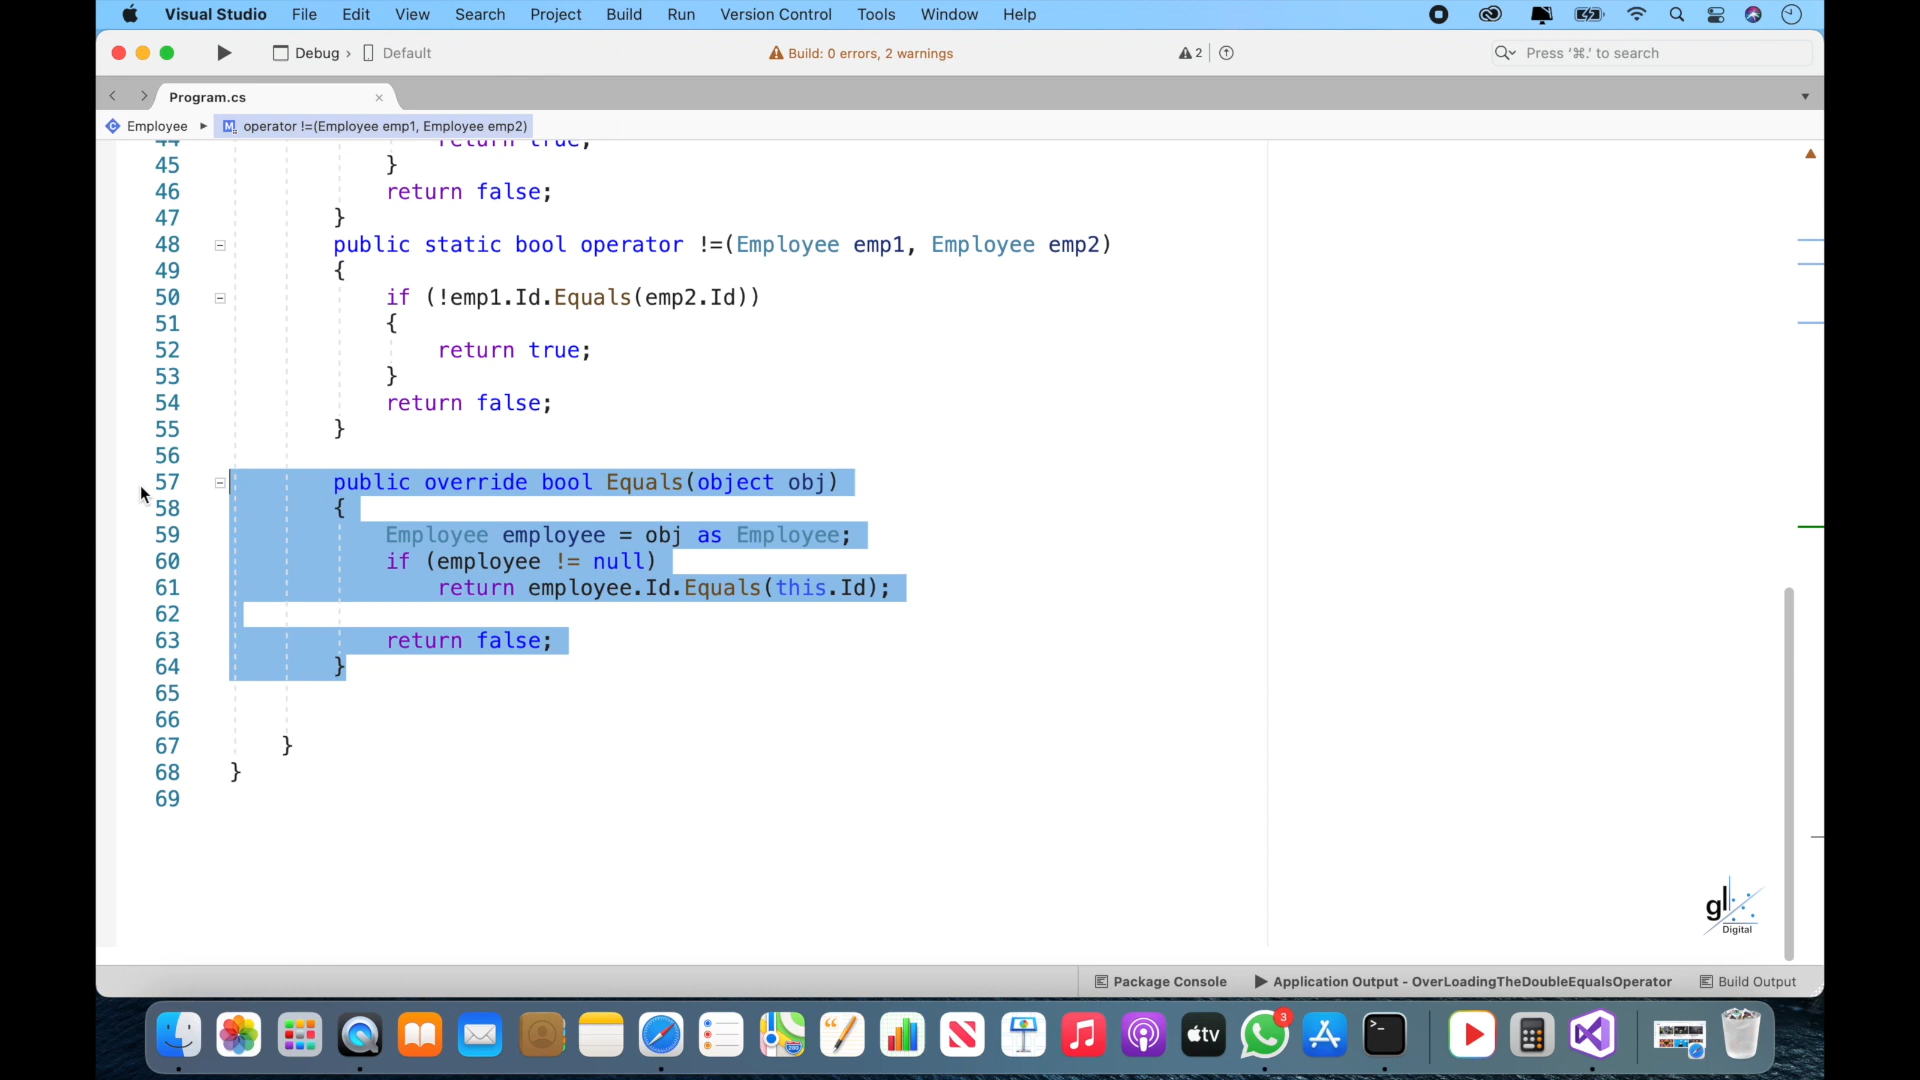 Visual Studio File Edit View Search Project Build Run Version Control Tools Window Help
Debug › Default
Build: 0 errors, 2 warnings
2
Press '⌘.' to search
Program.cs
Employee
M operator !=(Employee emp1, Employee emp2)
44 return true;
45 }
46 return false;
47 }
48 public static bool operator !=(Employee emp1, Employee emp2)
49 {
50 if (!emp1.Id.Equals(emp2.Id))
51 {
52 return true;
53 }
54 return false;
55 }
56
57 public override bool Equals(object obj)
58 {
59 Employee employee = obj as Employee;
60 if (employee != null)
61 return employee.Id.Equals(this.Id);
62
63 return false;
64 }
65
66
67 }
68 }
69
gl
Digital
Package Console Application Output - OverLoadingTheDoubleEqualsOperator Build Output
tv
3